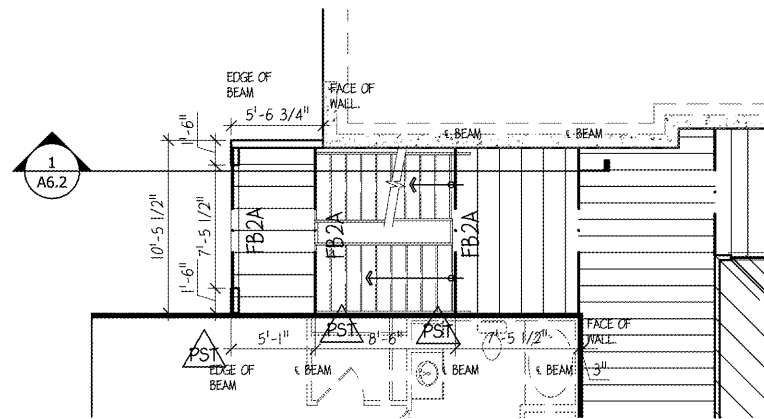 EDGE OF
BEAM
FACE OF
WALL.
5'-6 3/4"
1'-6"
℄ BEAM
℄ BEAM
1
A6.2
10'-5 1/2"
7'-5 1/2"
1'-6"
FB2A
FB2A
FB2A
PST
PST
PST
5'-1"
8'-6"
7'-5 1/2"
FACE OF
WALL.
EDGE OF
BEAM
℄ BEAM
℄ BEAM
℄ BEAM
3"